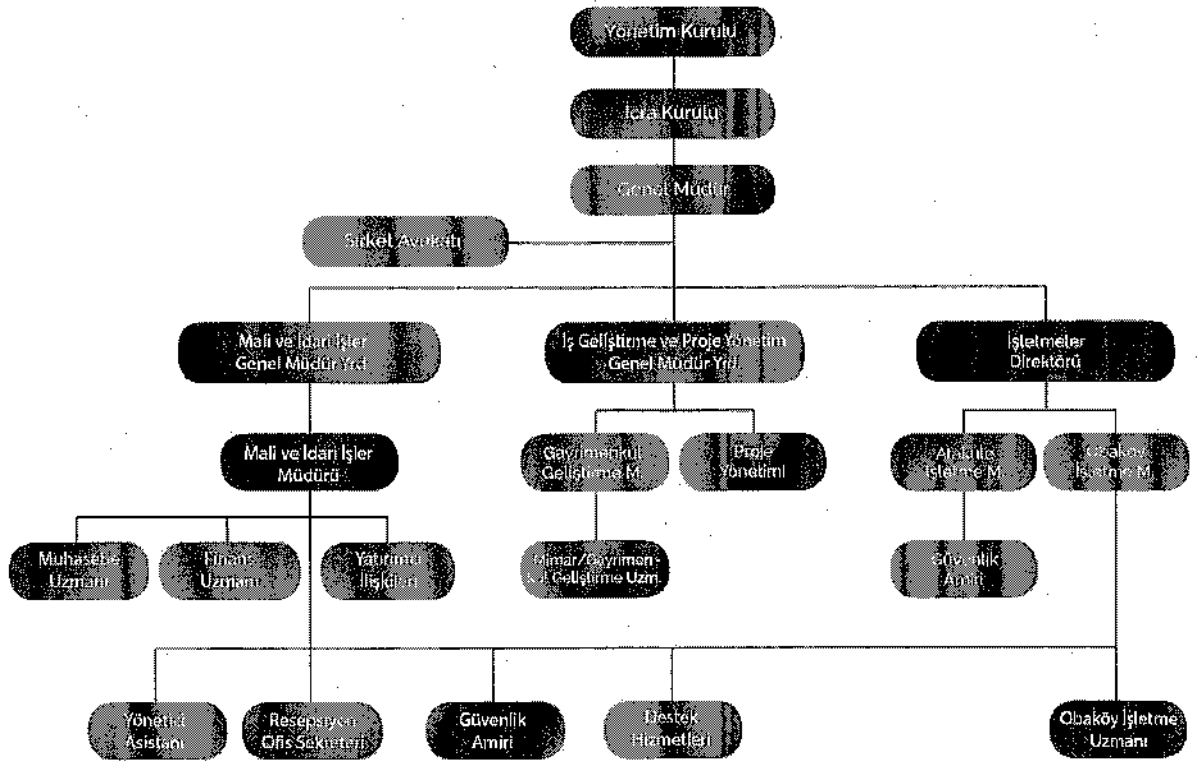 Yönetim Kurulu
İcra Kurulu
Genel Müdür
Şirket Avukatı
Mali ve İdari İşler
Genel Müdür Yrd.
İş Geliştirme ve Proje Yönetim
Genel Müdür Yrd.
İşletmeler
Direktörü
Mali ve İdari İşler
Müdürü
Gayrimenkul
Geliştirme M.
Proje
Yönetimi
Atakule
İşletme M.
Obaköy
İşletme M.
Muhasebe
Uzmanı
Finans
Uzmanı
Yatırımcı
İlişkileri
Mimar/Gayrimen-
kul Geliştirme Uzm.
Güvenlik
Amiri
Yönetici
Asistanı
Resepsiyon
Ofis Sekreteri
Güvenlik
Amiri
Destek
Hizmetleri
Obaköy İşletme
Uzmanı